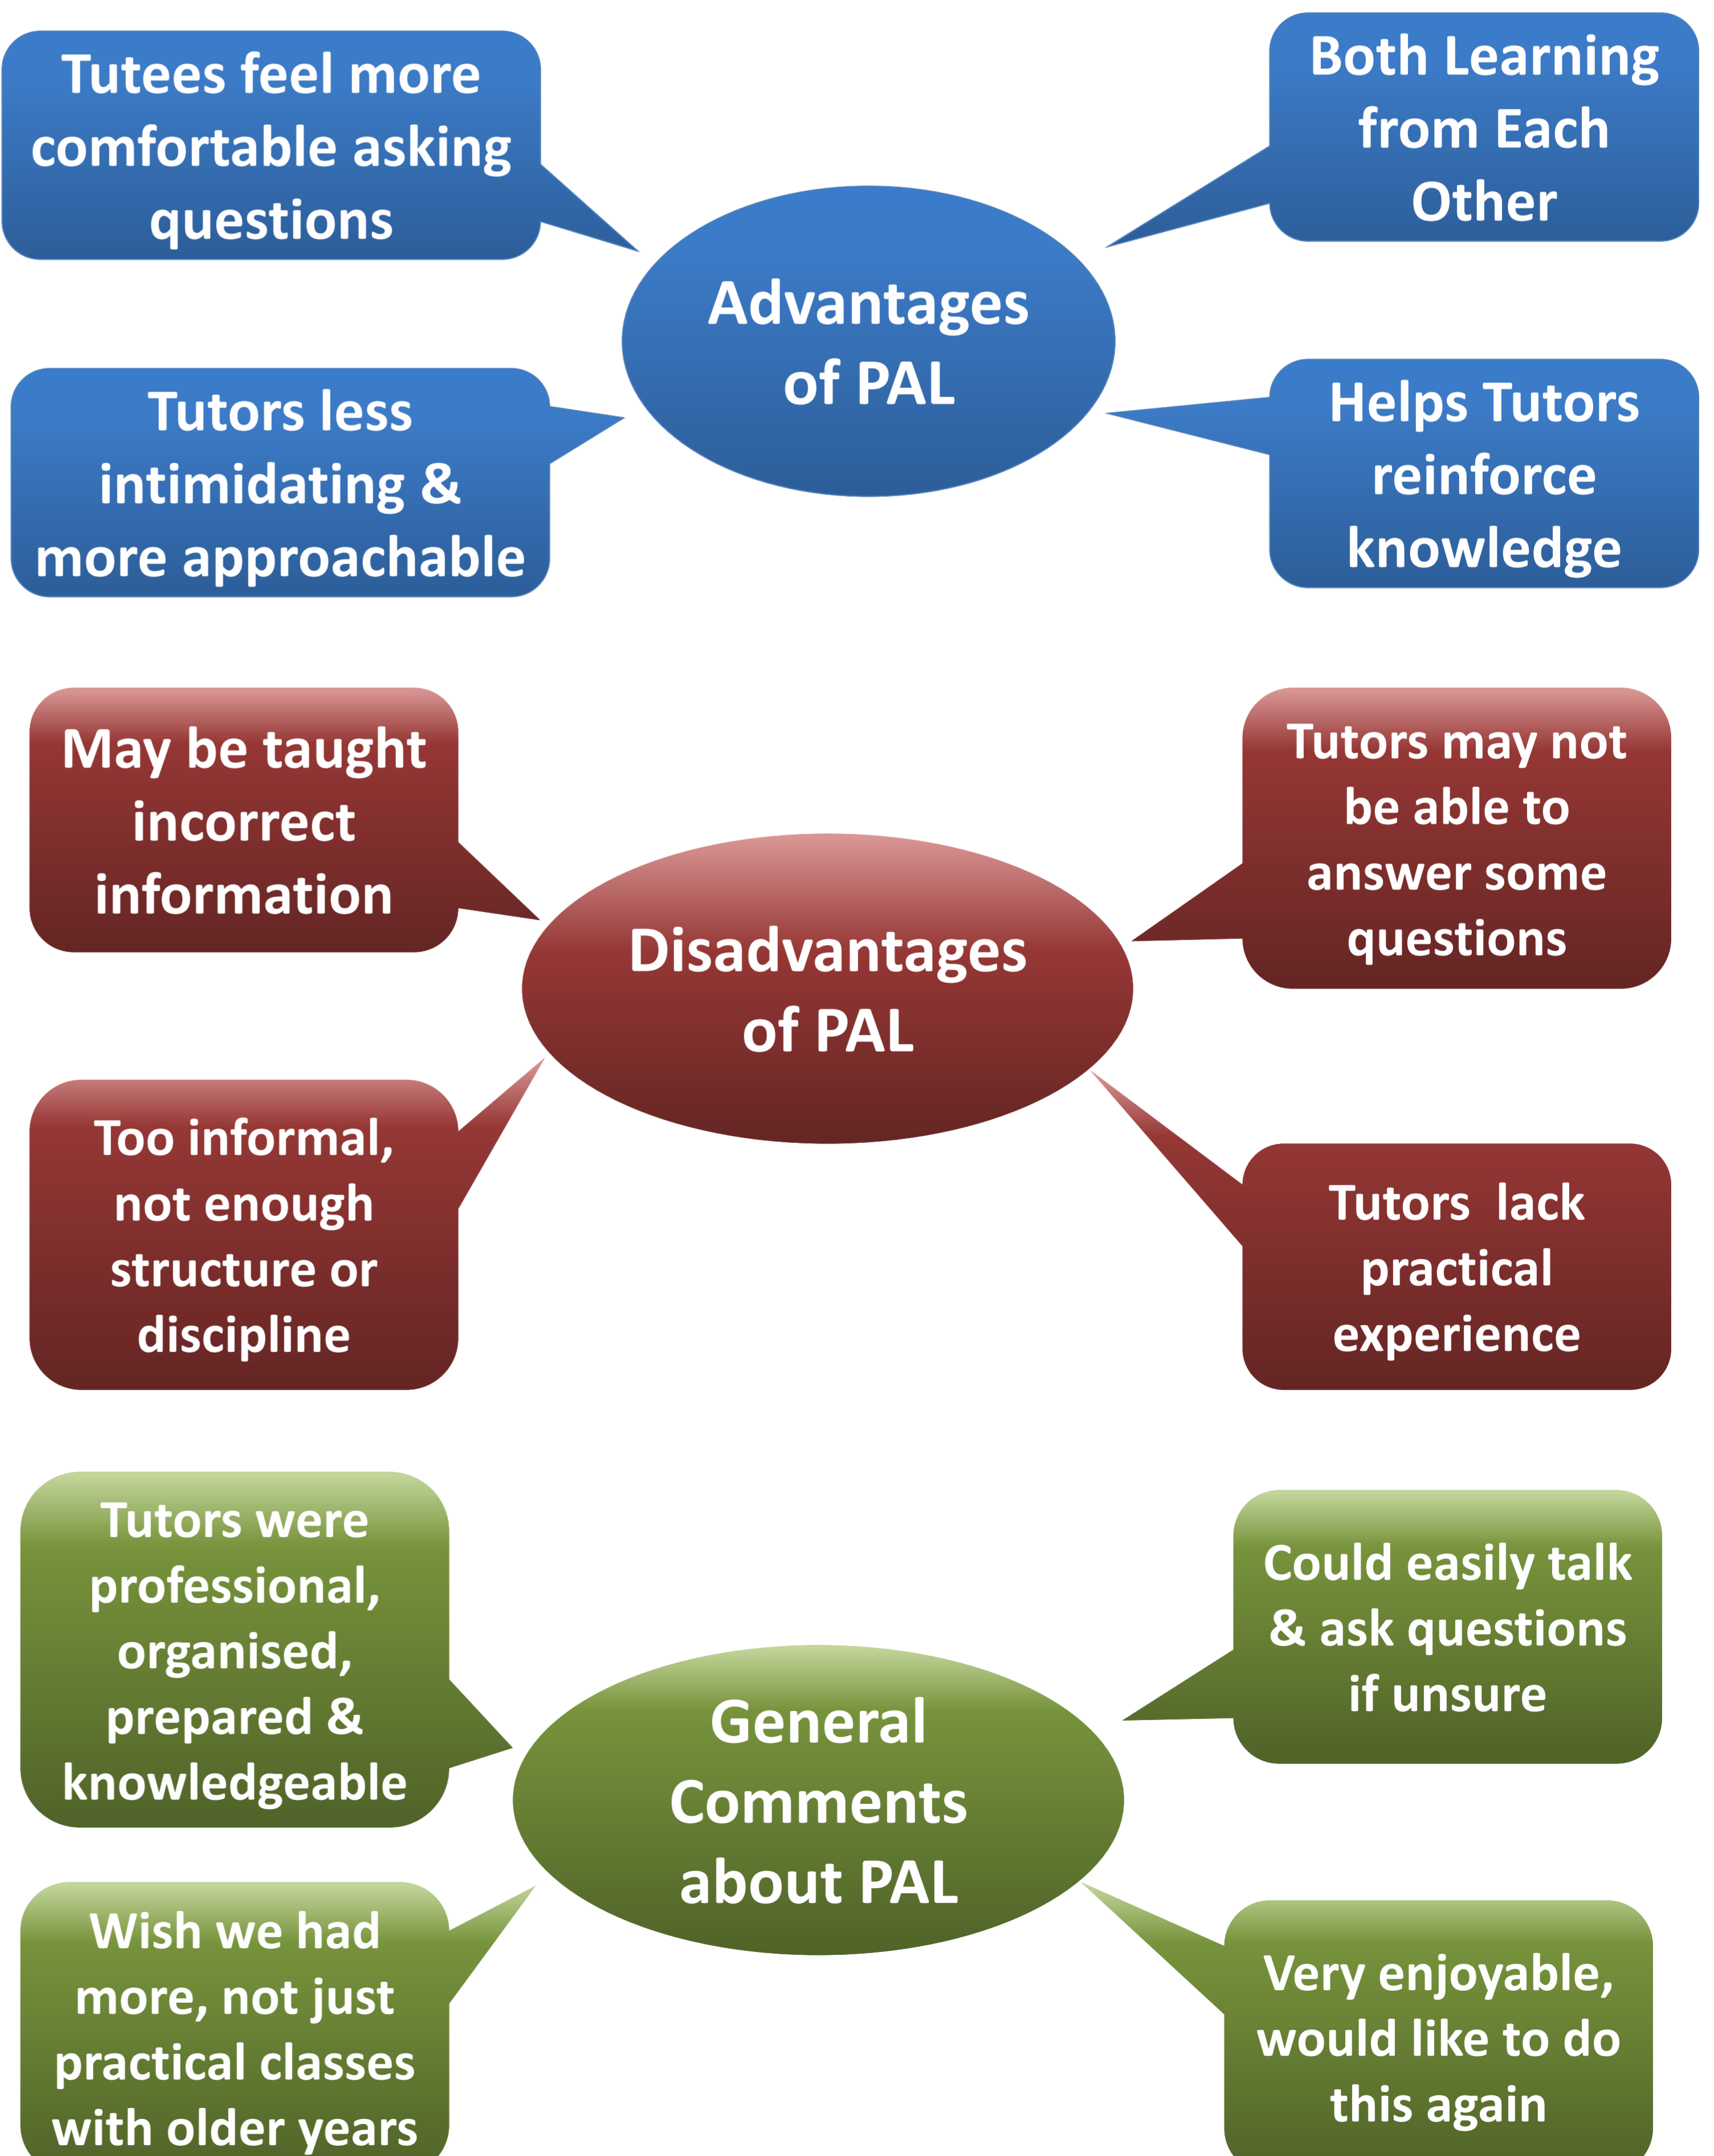 Tutees feel more
comfortable asking
questions
Both Learning
from Each
Other
Advantages
of PAL
Tutors less
intimidating &
more approachable
Helps Tutors
reinforce
knowledge
May be taught
incorrect
information
Tutors may not
be able to
answer some
questions
Disadvantages
of PAL
Too informal,
not enough
structure or
discipline
Tutors lack
practical
experience
Tutors were
professional,
organised,
prepared &
knowledgeable
Could easily talk
& ask questions
if unsure
General
Comments
about PAL
Wish we had
more, not just
practical classes
with older years
Very enjoyable,
would like to do
this again